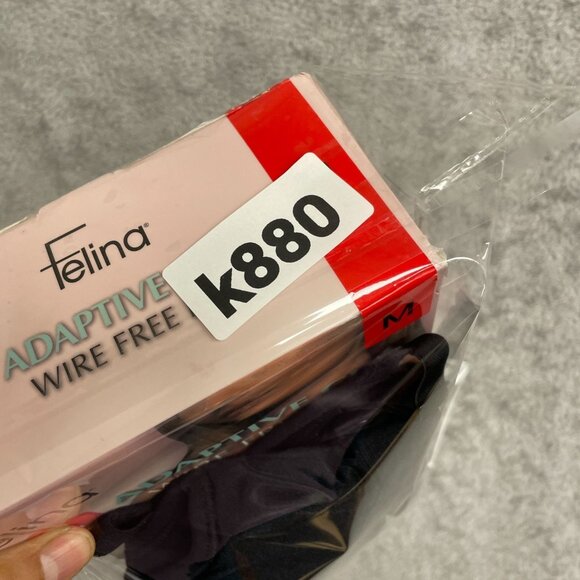 Felina®
k880
ADAPTIVE
WIRE FREE
M
ADAPTIVE